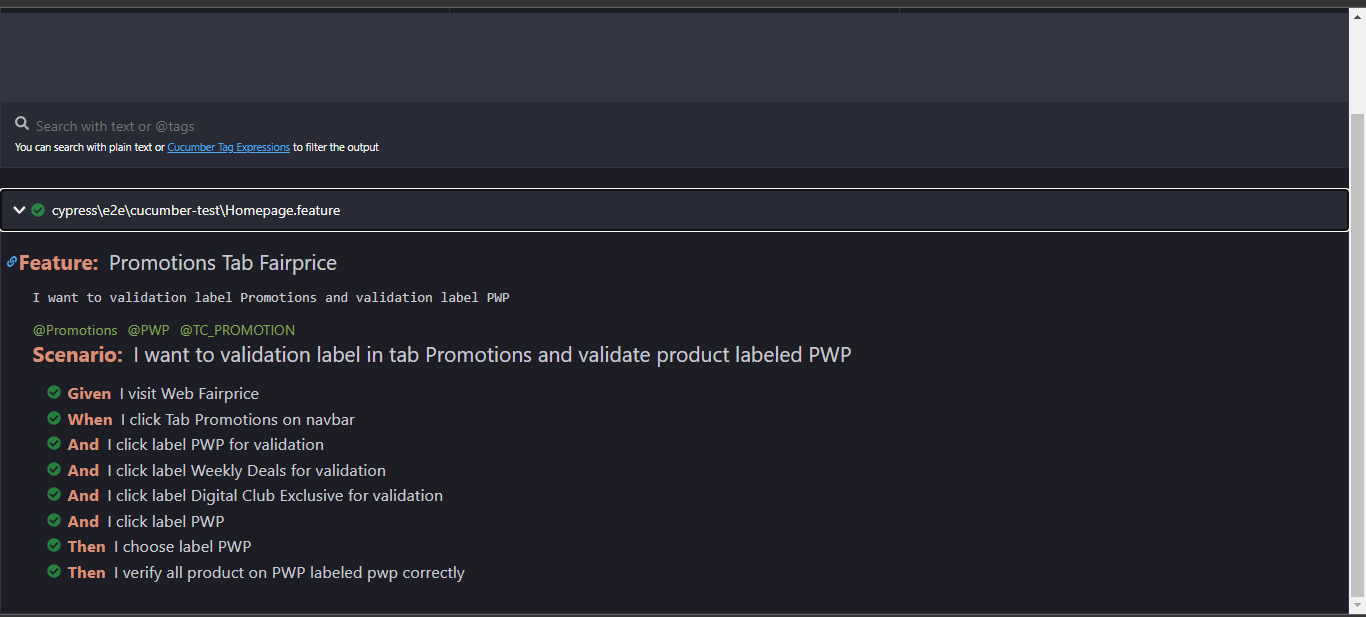 Search with text or @tags
You can search with plain text or Cucumber Tag Expressions to filter the output
cypress\e2e\cucumber-test\Homepage.feature
Feature: Promotions Tab Fairprice
I want to validation label Promotions and validation label PWP
@Promotions @PWP @TC_PROMOTION
Scenario: I want to validation label in tab Promotions and validate product labeled PWP
Given I visit Web Fairprice
When I click Tab Promotions on navbar
And I click label PWP for validation
And I click label Weekly Deals for validation
And I click label Digital Club Exclusive for validation
And I click label PWP
Then I choose label PWP
Then I verify all product on PWP labeled pwp correctly